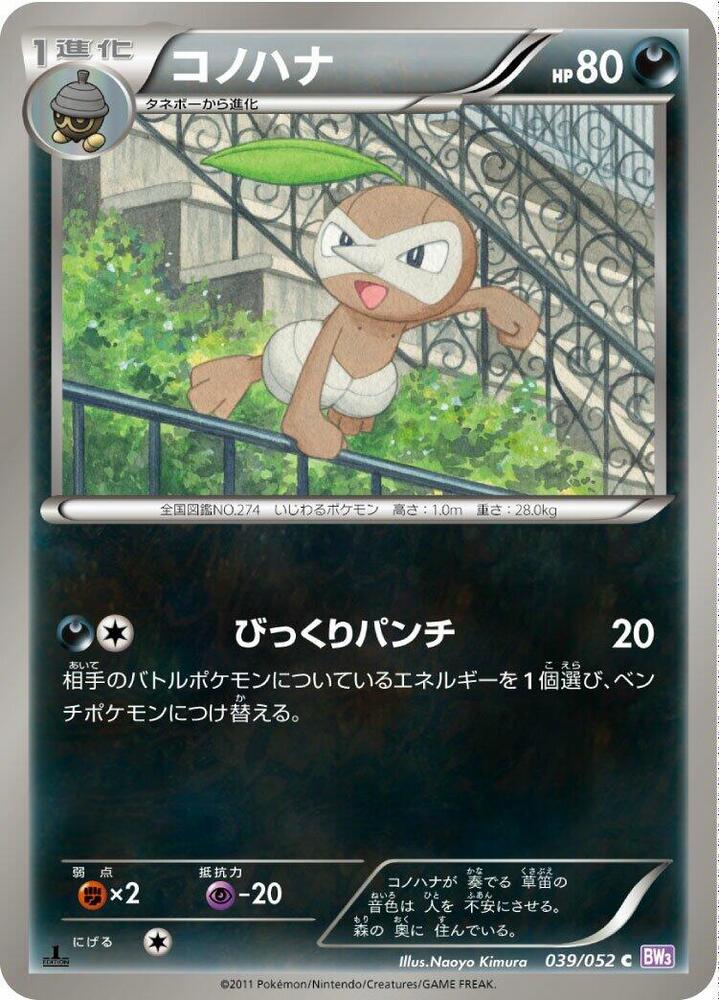 1進化
コノハナ
HP80
タネボーから進化
全国図鑑NO.274 いじわるポケモン 高さ:1.0m 重さ:28.0kg
びっくりパンチ 20
相手のバトルポケモンについているエネルギーを1個選び、ベン
チポケモンにつけ替える。
弱点 抵抗力
×2 -20
にげる
コノハナが 奏でる 草笛の
音色は 人を 不安にさせる。
森の 奥に 住んでいる。
1 EDITION
Illus.Naoyo Kimura 039/052 C BW3
©2011 Pokémon/Nintendo/Creatures/GAME FREAK.